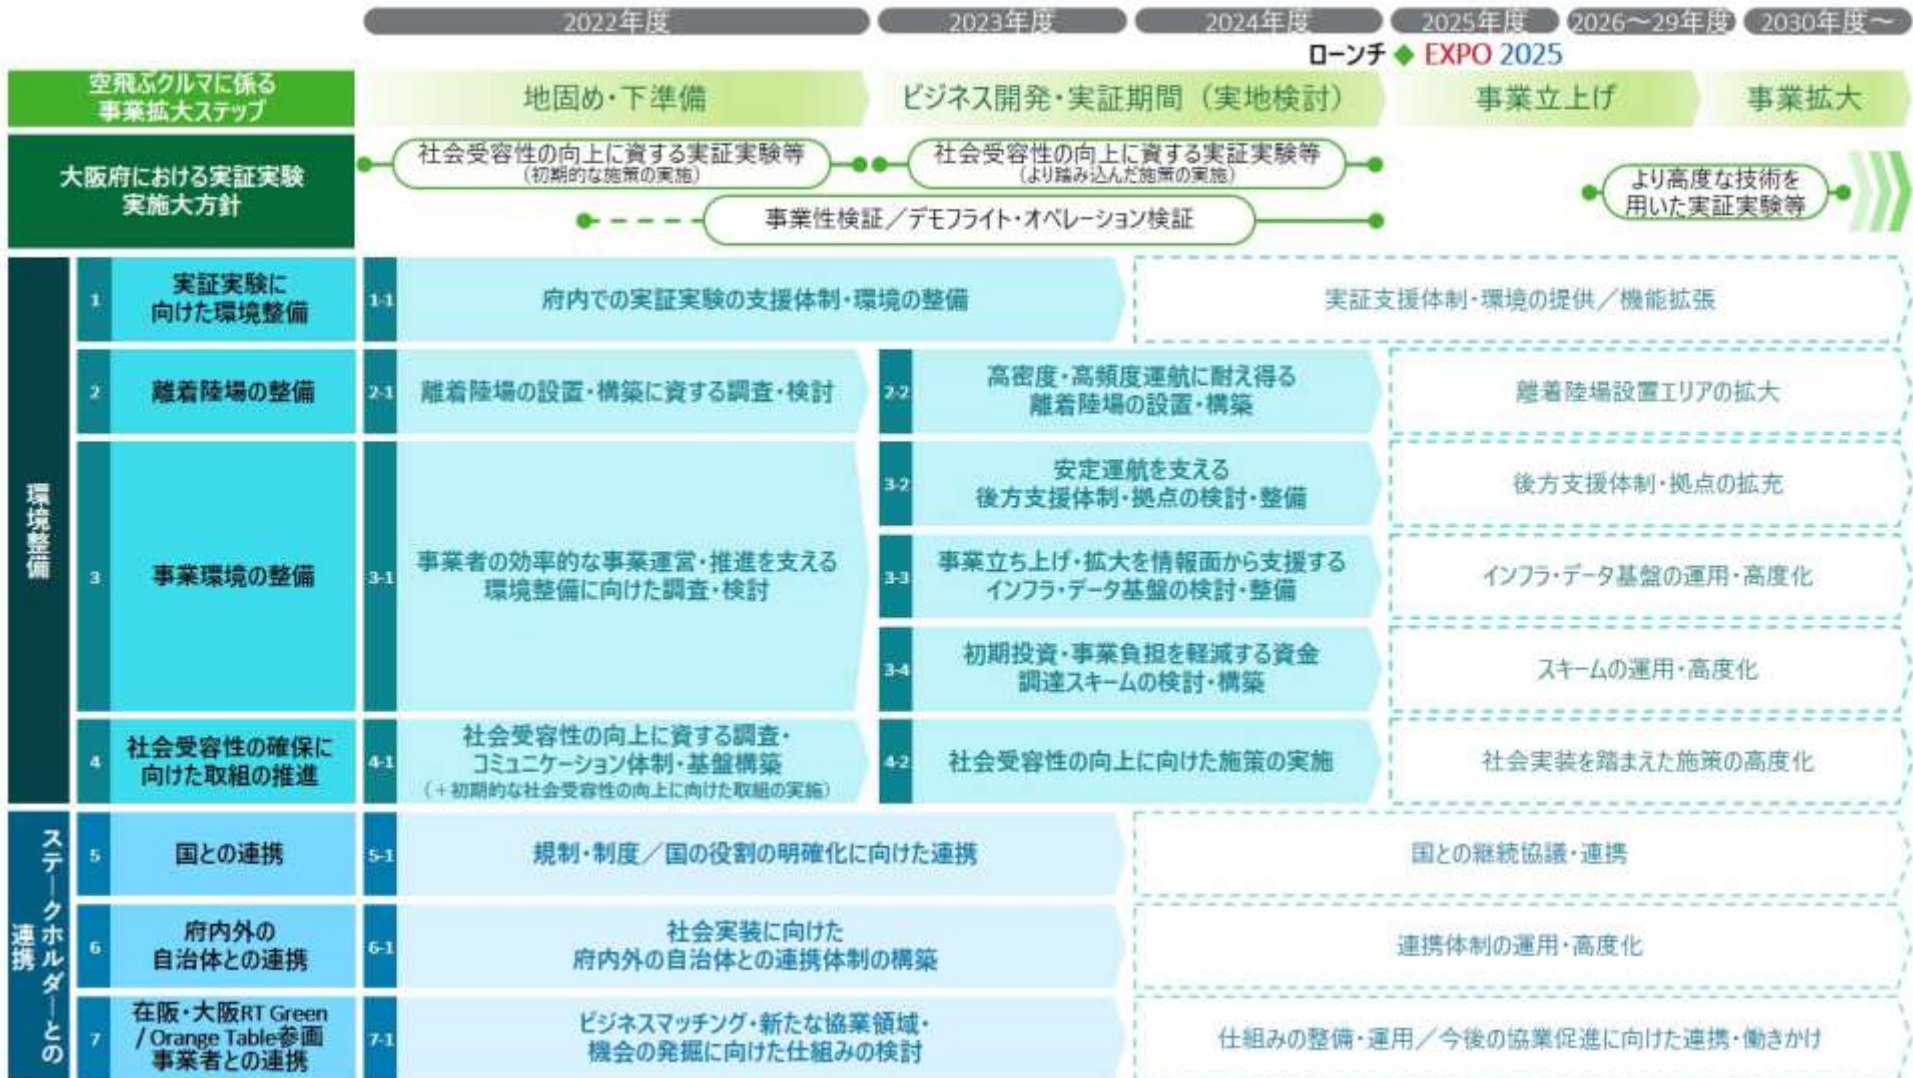 2022年度
2023年度
2024年度
2025年度
2026～29年度
2030年度～
ローンチ◆EXPO 2025
空飛ぶクルマに係る
事業拡大ステップ
地固め・下準備
ビジネス開発・実証期間（実地検討）
事業立上げ
事業拡大
大阪府における実証実験
実施大方針
社会受容性の向上に資する実証実験等
（初期的な施策の実施）
社会受容性の向上に資する実証実験等
（より踏み込んだ施策の実施）
事業性検証／デモフライト・オペレーション検証
より高度な技術を
用いた実証実験等
環境整備
1
実証実験に
向けた環境整備
1-1
府内での実証実験の支援体制・環境の整備
実証支援体制・環境の提供／機能拡張
2
離着陸場の整備
2-1
離着陸場の設置・構築に資する調査・検討
2-2
高密度・高頻度運航に耐え得る
離着陸場の設置・構築
離着陸場設置エリアの拡大
3
事業環境の整備
3-1
事業者の効率的な事業運営・推進を支える
環境整備に向けた調査・検討
3-2
安定運航を支える
後方支援体制・拠点の検討・整備
後方支援体制・拠点の拡充
3-3
事業立ち上げ・拡大を情報面から支援する
インフラ・データ基盤の検討・整備
インフラ・データ基盤の運用・高度化
3-4
初期投資・事業負担を軽減する資金
調達スキームの検討・構築
スキームの運用・高度化
4
社会受容性の確保に
向けた取組の推進
4-1
社会受容性の向上に資する調査・
コミュニケーション体制・基盤構築
（＋初期的な社会受容性の向上に向けた取組の実施）
4-2
社会受容性の向上に向けた施策の実施
社会実装を踏まえた施策の高度化
ステークホルダーとの
連携
5
国との連携
5-1
規制・制度／国の役割の明確化に向けた連携
国との継続協議・連携
6
府内外の
自治体との連携
6-1
社会実装に向けた
府内外の自治体との連携体制の構築
連携体制の運用・高度化
7
在阪・大阪RT Green
/ Orange Table参画
事業者との連携
7-1
ビジネスマッチング・新たな協業領域・
機会の発掘に向けた仕組みの検討
仕組みの整備・運用／今後の協業促進に向けた連携・働きかけ